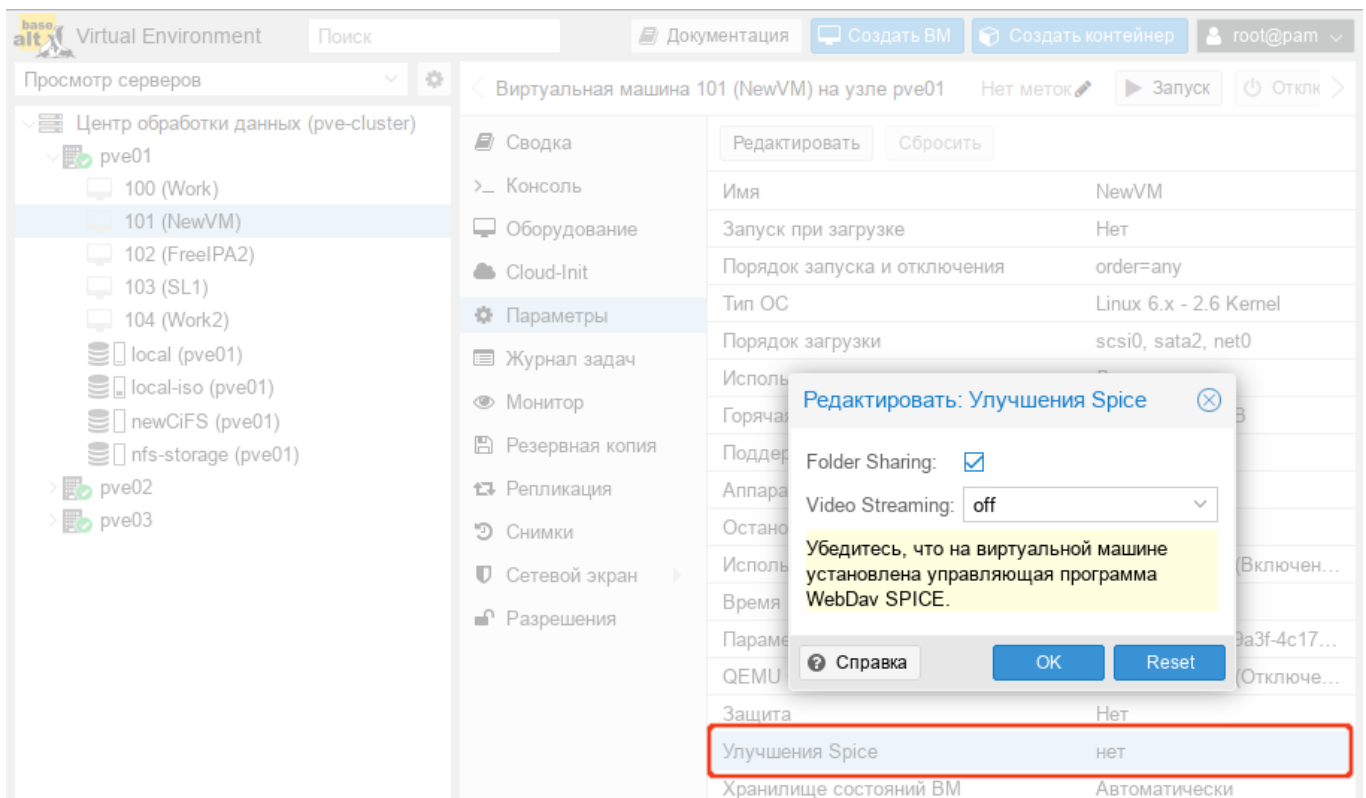 base
alt Virtual Environment Поиск Документация Создать ВМ Создать контейнер root@pam
Просмотр серверов
Виртуальная машина 101 (NewVM) на узле pve01 Нет меток Запуск Отклк
Центр обработки данных (pve-cluster)
pve01
100 (Work)
101 (NewVM)
102 (FreeIPA2)
103 (SL1)
104 (Work2)
local (pve01)
local-iso (pve01)
newCiFS (pve01)
nfs-storage (pve01)
pve02
pve03
Сводка
Консоль
Оборудование
Cloud-Init
Параметры
Журнал задач
Монитор
Резервная копия
Репликация
Снимки
Сетевой экран
Разрешения
Редактировать Сбросить
Имя NewVM
Запуск при загрузке Нет
Порядок запуска и отключения order=any
Тип ОС Linux 6.x - 2.6 Kernel
Порядок загрузки scsi0, sata2, net0
Исполь
Горячая В
Поддер
Аппара
Остано
Исполь (Включен...
Время
Параме 9a3f-4c17...
QEMU (Отключе...
Редактировать: Улучшения Spice
Folder Sharing:
Video Streaming: off
Убедитесь, что на виртуальной машине
установлена управляющая программа
WebDav SPICE.
Справка OK Reset
Защита Нет
Улучшения Spice нет
Хранилище состояний ВМ Автоматически